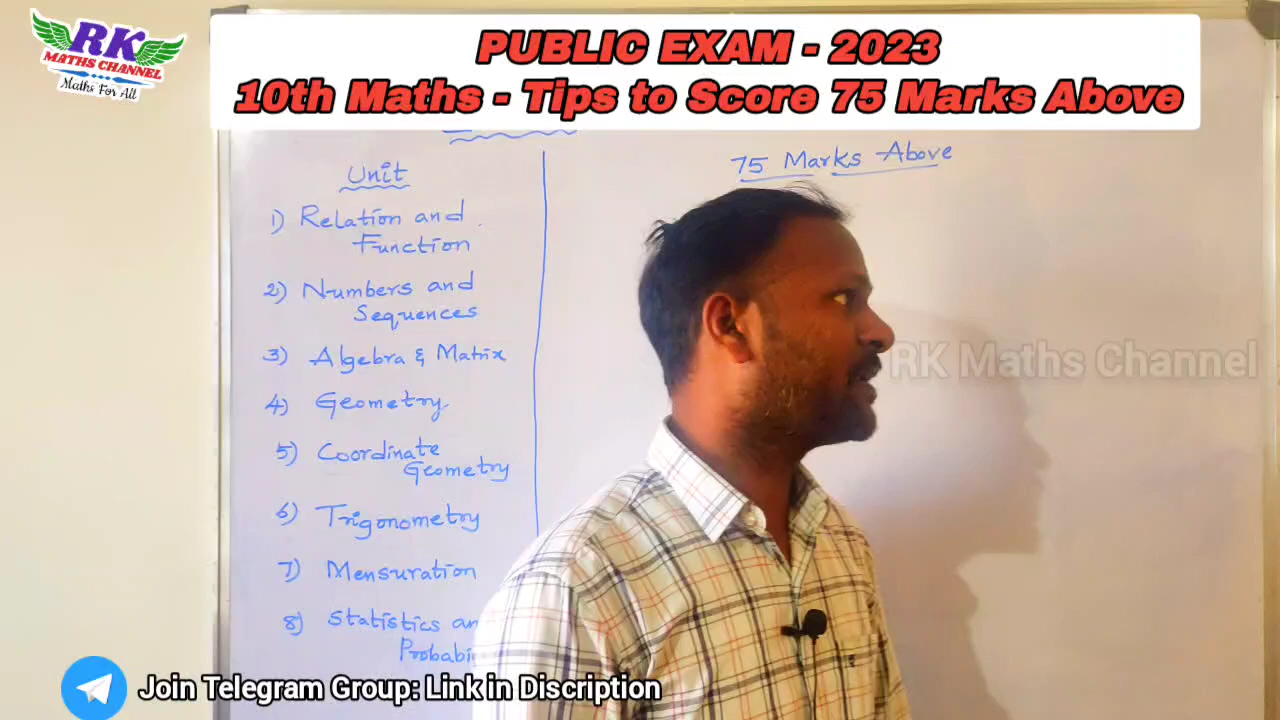 RK
MATHS CHANNEL
Maths For All
PUBLIC EXAM - 2023
10th Maths - Tips to Score 75 Marks Above
Unit
1) Relation and
Function
2) Numbers and
Sequences
3) Algebra & Matrix
4) Geometry
5) Coordinate
Geometry
6) Trigonometry
7) Mensuration
8) Statistics
75 Marks Above
RK Maths Channel
Join Telegram Group: Link in Discription